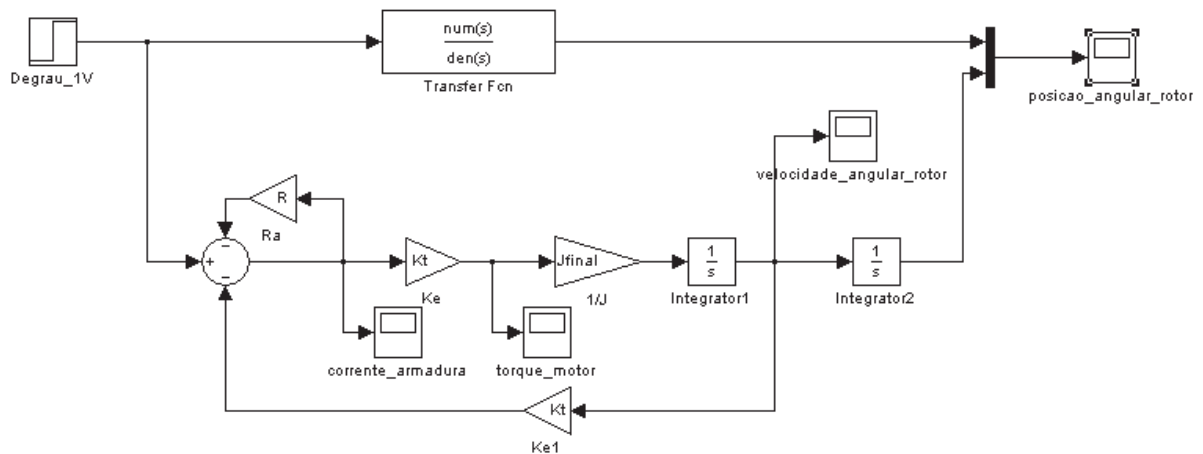 num(s)
den(s)
Degrau_1V
Transfer Fcn
posicao_angular_rotor
velocidade_angular_rotor
R
Ra
+
−
−
Kt
Ke
Jfinal
1/J
1
s
Integrator1
1
s
Integrator2
corrente_armadura
torque_motor
Kt
Ke1